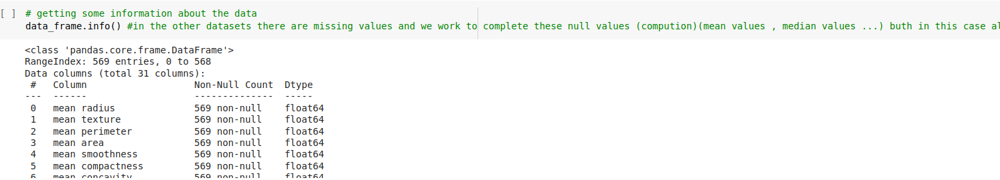 [ ] # getting some information about the data
data_frame.info() #in the other datasets there are missing values and we work to complete these null values (compution)(mean values , median values ...) buth in this case al
<class 'pandas.core.frame.DataFrame'>
RangeIndex: 569 entries, 0 to 568
Data columns (total 31 columns):
#   Column   Non-Null Count   Dtype
---   ------   --------------   -----
0   mean radius   569 non-null   float64
1   mean texture   569 non-null   float64
2   mean perimeter   569 non-null   float64
3   mean area   569 non-null   float64
4   mean smoothness   569 non-null   float64
5   mean compactness   569 non-null   float64
6   mean concavity   569 non-null   float64